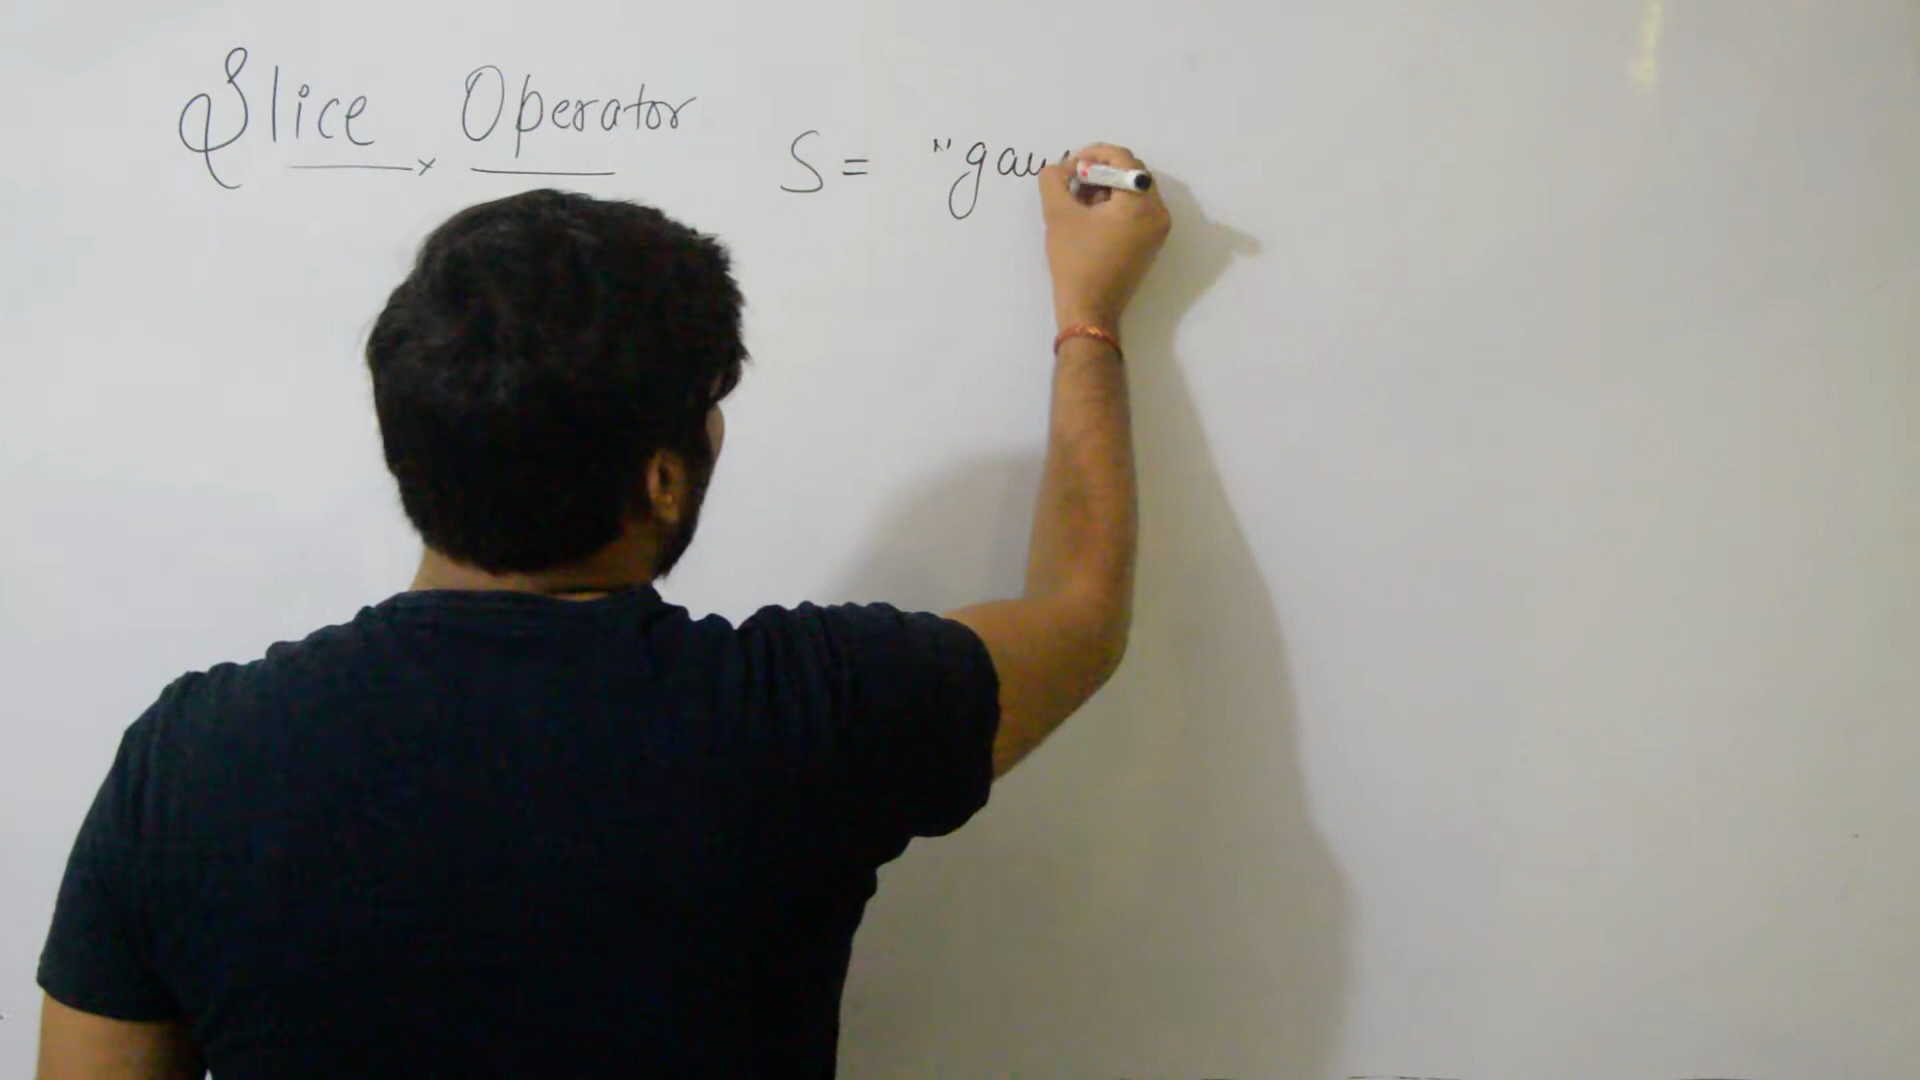 Slice Operator
S = "gau